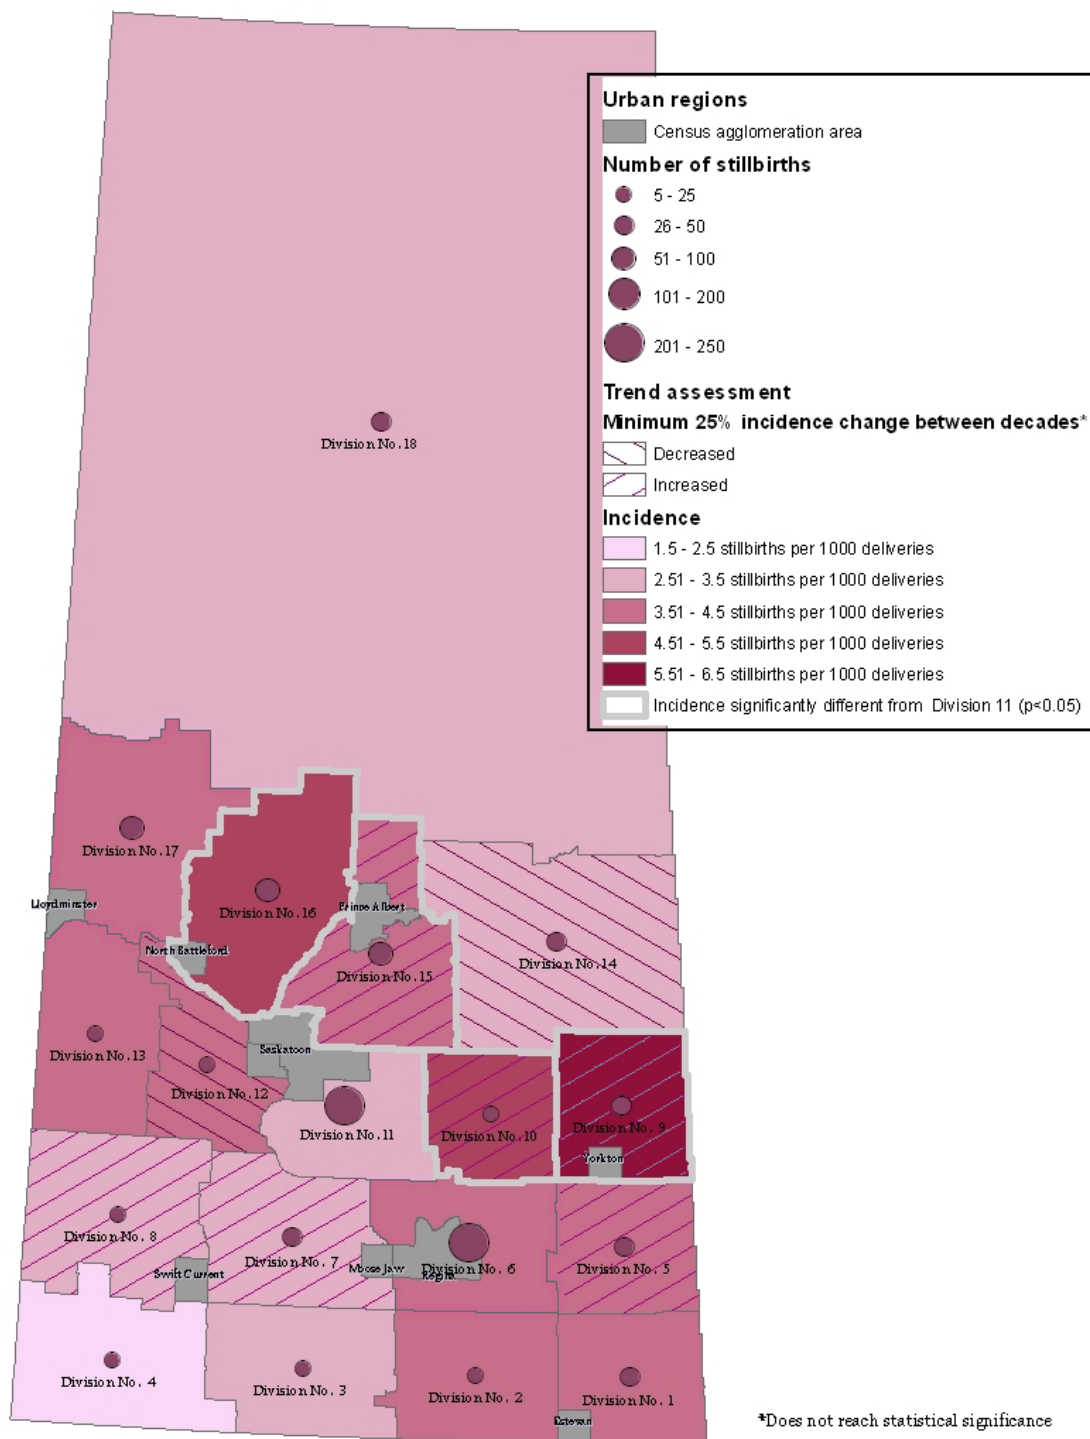 Urban regions
Census agglomeration area
Number of stillbirths
5 - 25
26 - 50
51 - 100
101 - 200
201 - 250
Trend assessment
Minimum 25% incidence change between decades*
Decreased
Increased
Incidence
1.5 - 2.5 stillbirths per 1000 deliveries
2.51 - 3.5 stillbirths per 1000 deliveries
3.51 - 4.5 stillbirths per 1000 deliveries
4.51 - 5.5 stillbirths per 1000 deliveries
5.51 - 6.5 stillbirths per 1000 deliveries
Incidence significantly different from Division 11 (p<0.05)
Division No. 18
Division No. 17
Lloydminster
Division No. 16
Prince Albert
North Battleford
Division No. 15
Division No. 14
Division No. 13
Saskatoon
Division No. 12
Division No. 11
Division No. 10
Division No. 9
Yorkton
Division No. 8
Swift Current
Division No. 7
Moose Jaw
Division No. 6
Regina
Division No. 5
Division No. 4
Division No. 3
Division No. 2
Division No. 1
Estevan
*Does not reach statistical significance